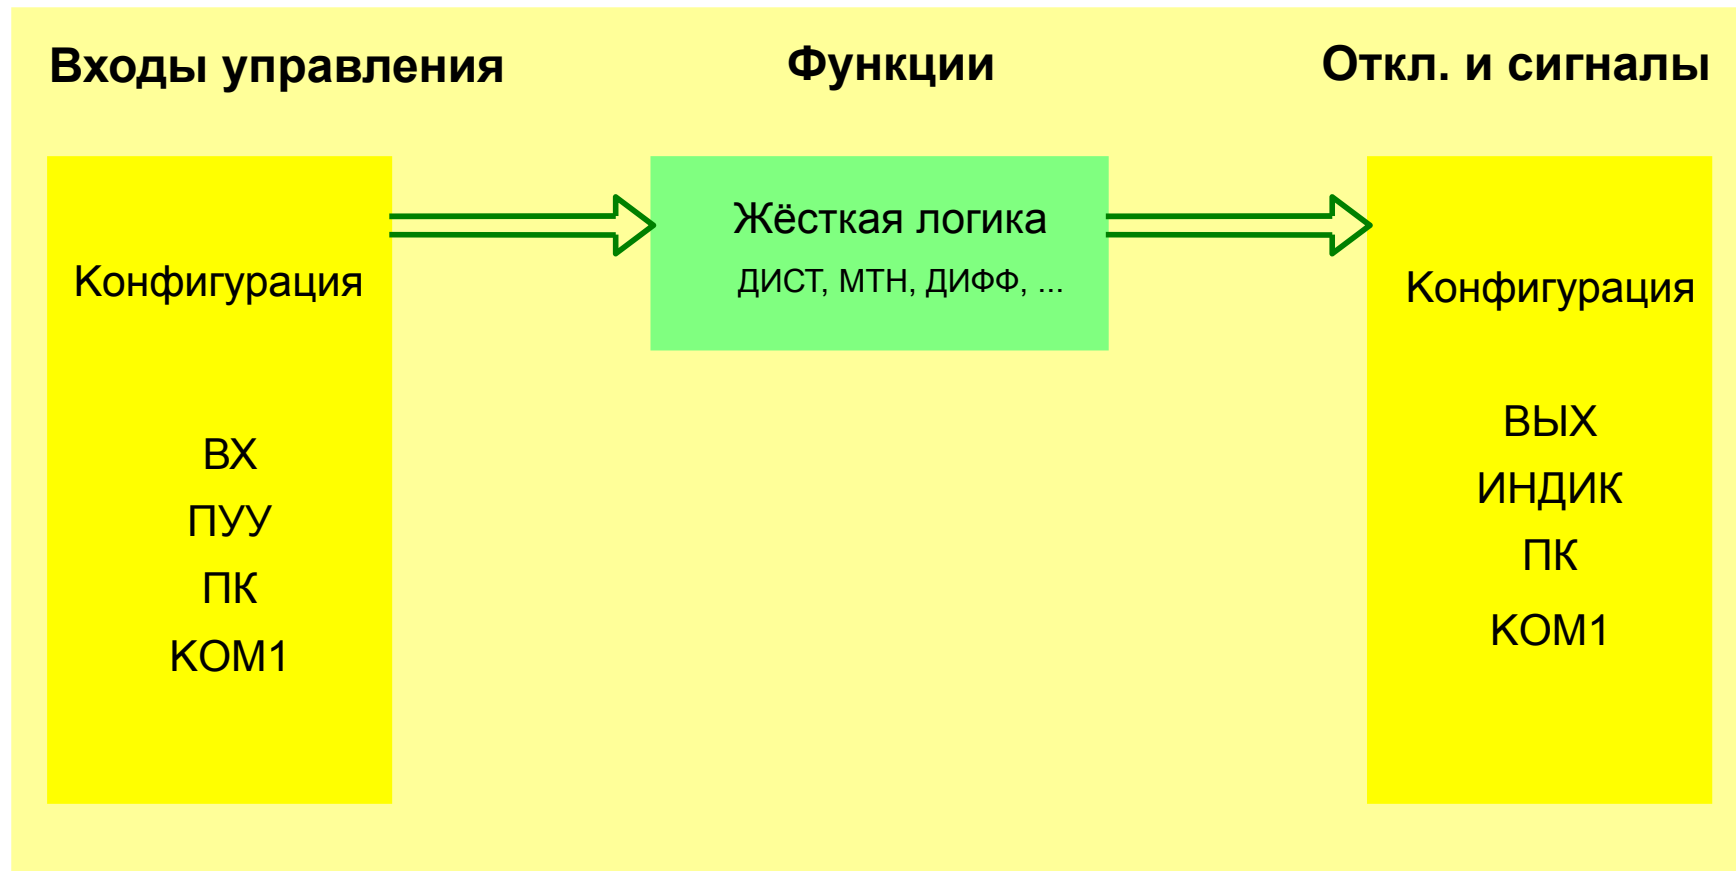 Входы управления
Функции
Откл. и сигналы
Конфигурация
ВХ
ПУУ
ПК
КОМ1
Жёсткая логика
ДИСТ, МТН, ДИФФ, ...
Конфигурация
ВЫХ
ИНДИК
ПК
КОМ1